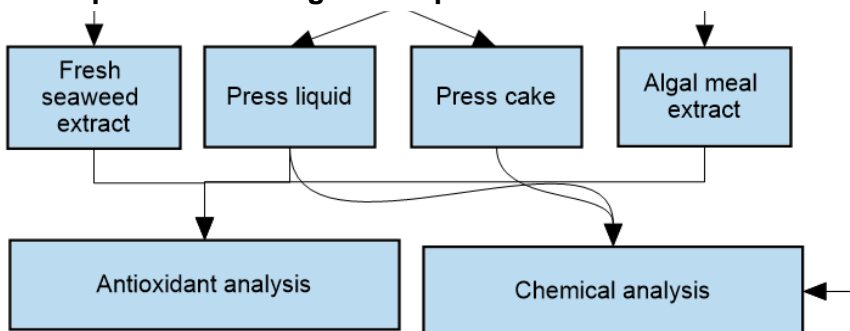 Fresh
seaweed
extract
Press liquid
Press cake
Algal meal
extract
Antioxidant analysis
Chemical analysis